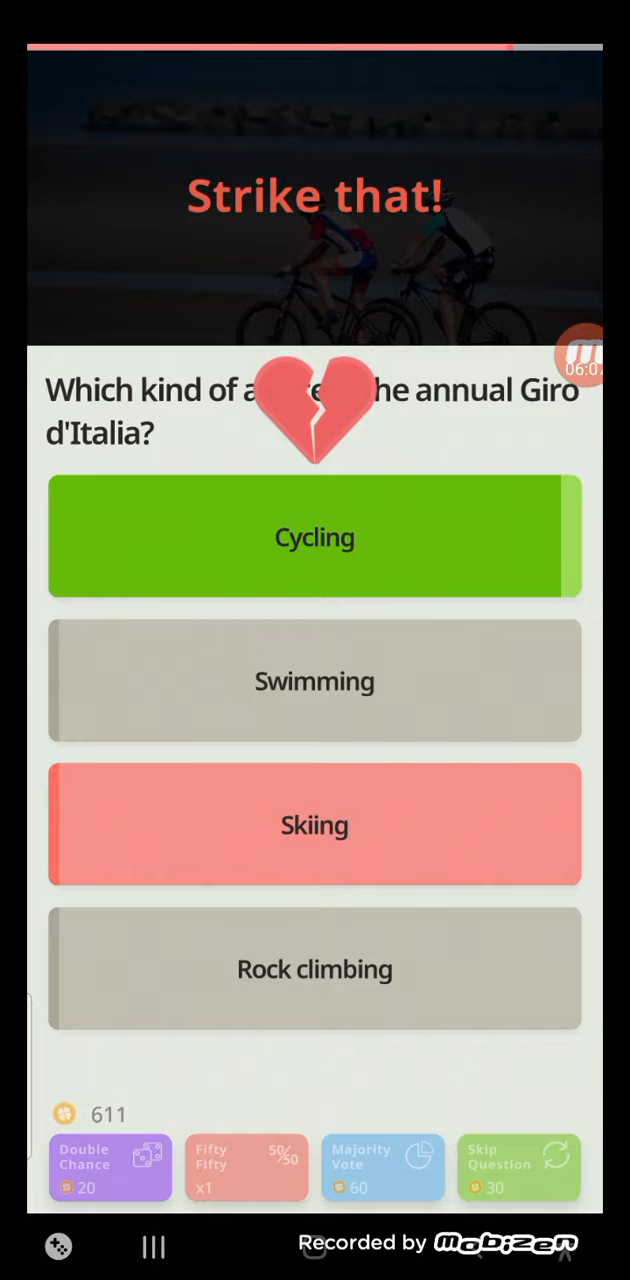 Strike that!
06:07
Which kind of a he annual Giro
d'Italia?
Cycling
Swimming
Skiing
Rock climbing
611
Double
Chance
20
Fifty
Fifty
50/50
x1
Majority
Vote
60
Skip
Question
30
Recorded by mobizen